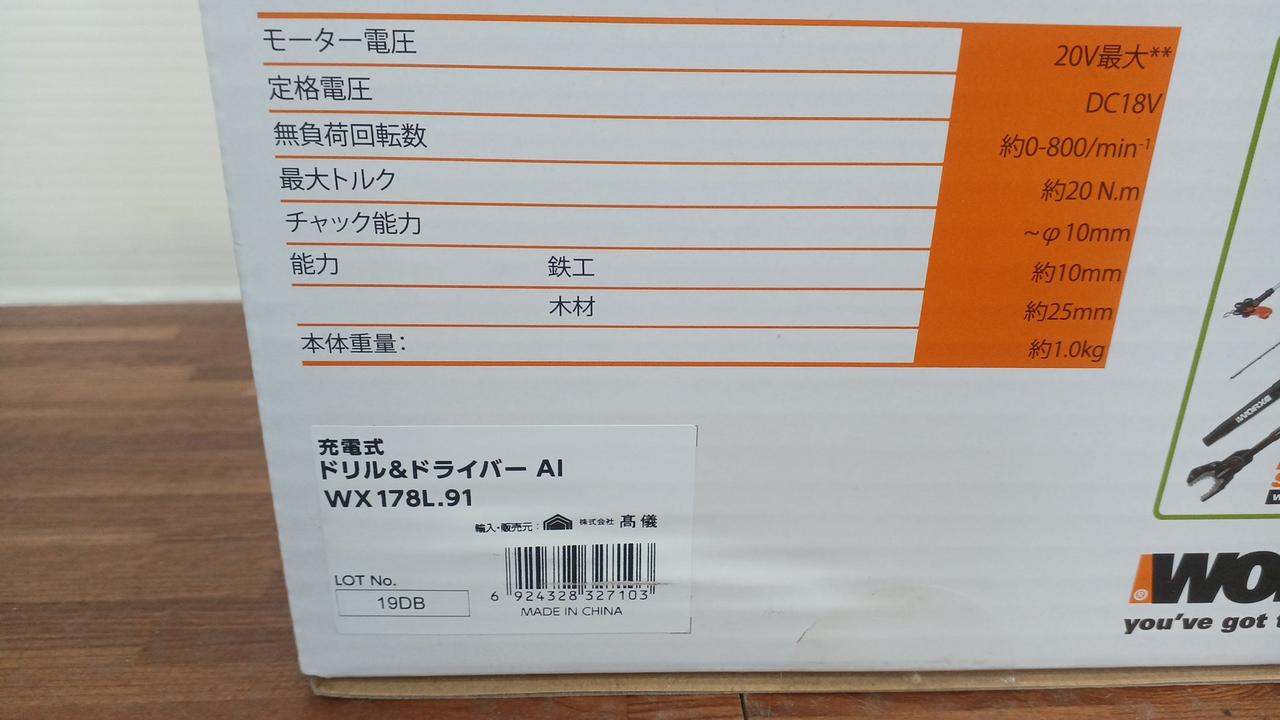 モーター電圧 20V最大**
定格電圧 DC18V
無負荷回転数 約0-800/min⁻¹
最大トルク 約20 N.m
チャック能力 ~φ10mm
能力 鉄工 約10mm
木材 約25mm
本体重量: 約1.0kg
充電式
ドリル&ドライバー AI
WX178L.91
輸入・販売元: 株式会社 髙儀
LOT No.
19DB
6 924328 327103
MADE IN CHINA
WORX
WO
you've got